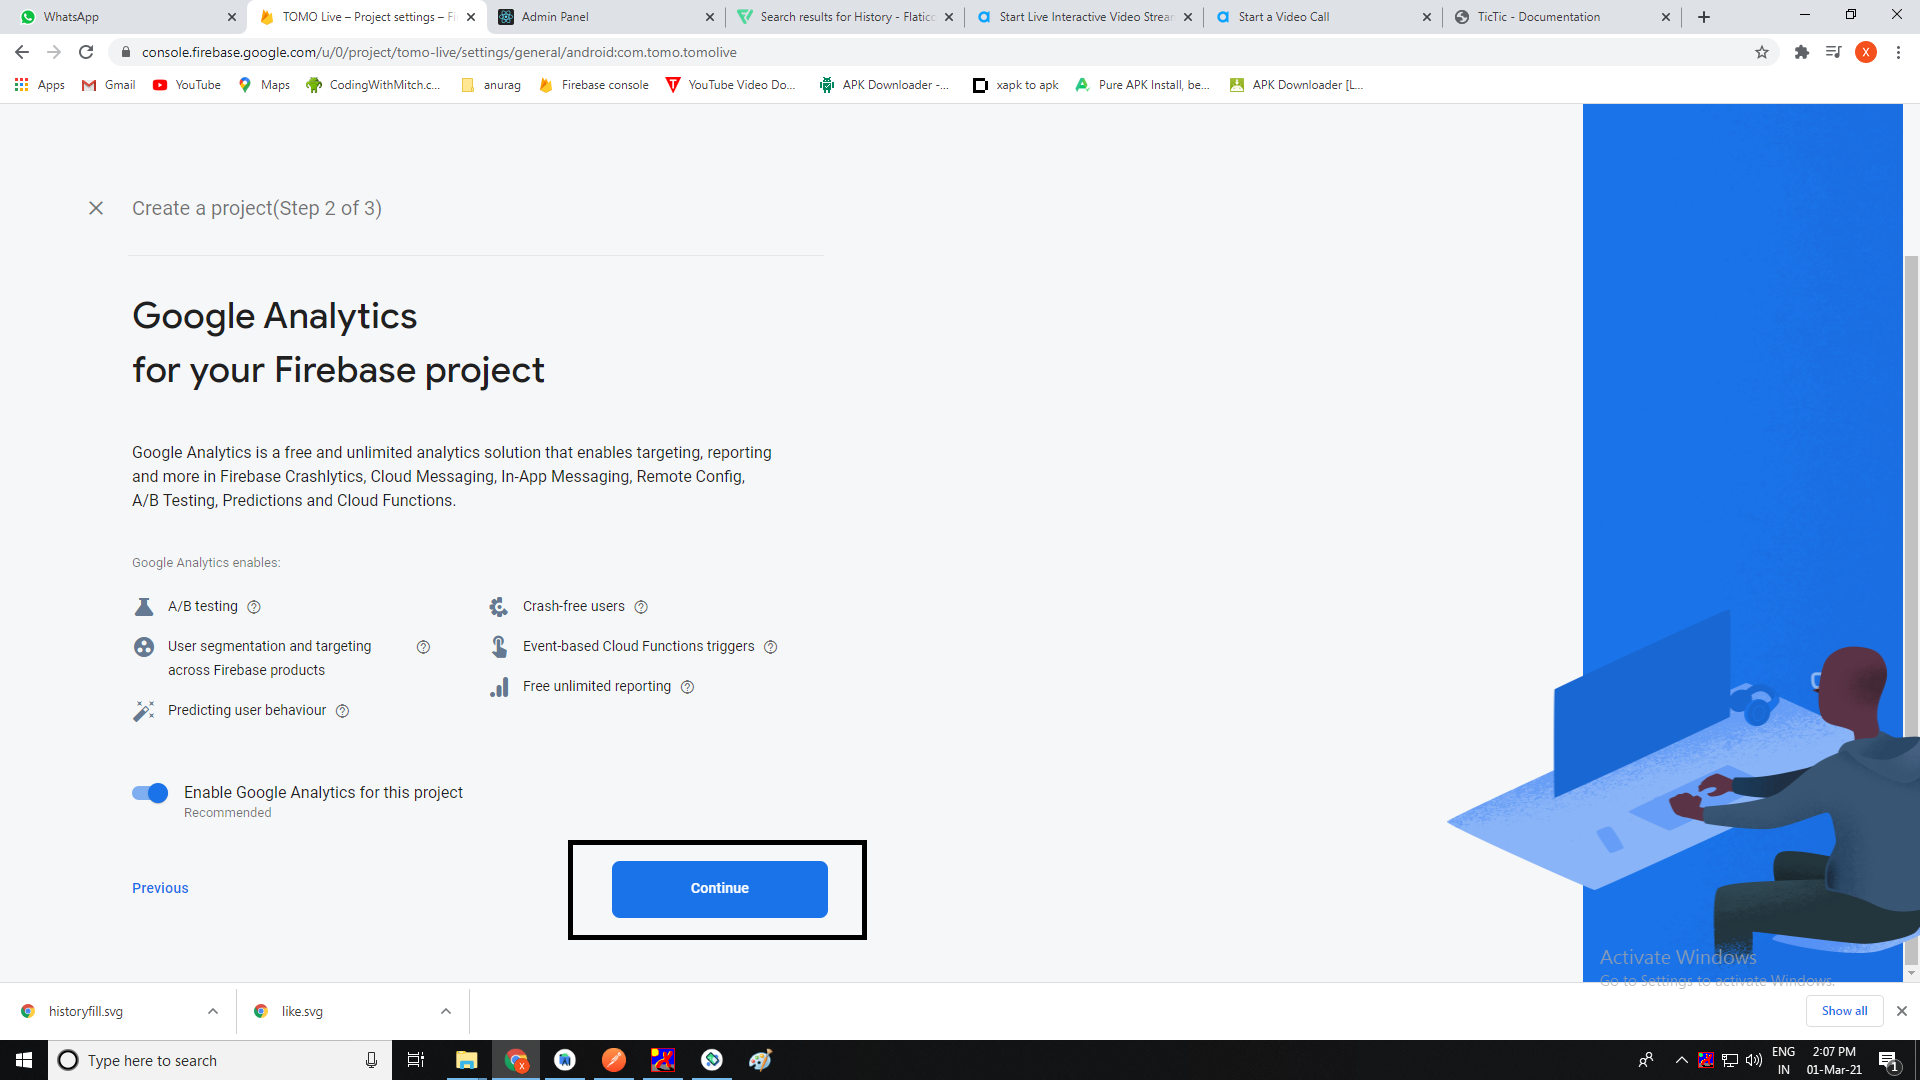 WhatsApp
TOMO Live – Project settings – Fi
Admin Panel
Search results for History - Flatico
Start Live Interactive Video Strea
Start a Video Call
TicTic - Documentation
console.firebase.google.com/u/0/project/tomo-live/settings/general/android:com.tomo.tomolive
X
Apps
Gmail
YouTube
Maps
CodingWithMitch.c...
anurag
Firebase console
YouTube Video Do...
APK Downloader -...
xapk to apk
Pure APK Install, be...
APK Downloader [L...
Create a project(Step 2 of 3)
Google Analytics
for your Firebase project
Google Analytics is a free and unlimited analytics solution that enables targeting, reporting
and more in Firebase Crashlytics, Cloud Messaging, In-App Messaging, Remote Config,
A/B Testing, Predictions and Cloud Functions.
Google Analytics enables:
A/B testing
Crash-free users
User segmentation and targeting
across Firebase products
Event-based Cloud Functions triggers
Free unlimited reporting
Predicting user behaviour
Enable Google Analytics for this project
Recommended
Previous
Continue
Activate Windows
Go to Settings to activate Windows.
historyfill.svg
like.svg
Show all
Type here to search
ENG
IN
2:07 PM
01-Mar-21
1